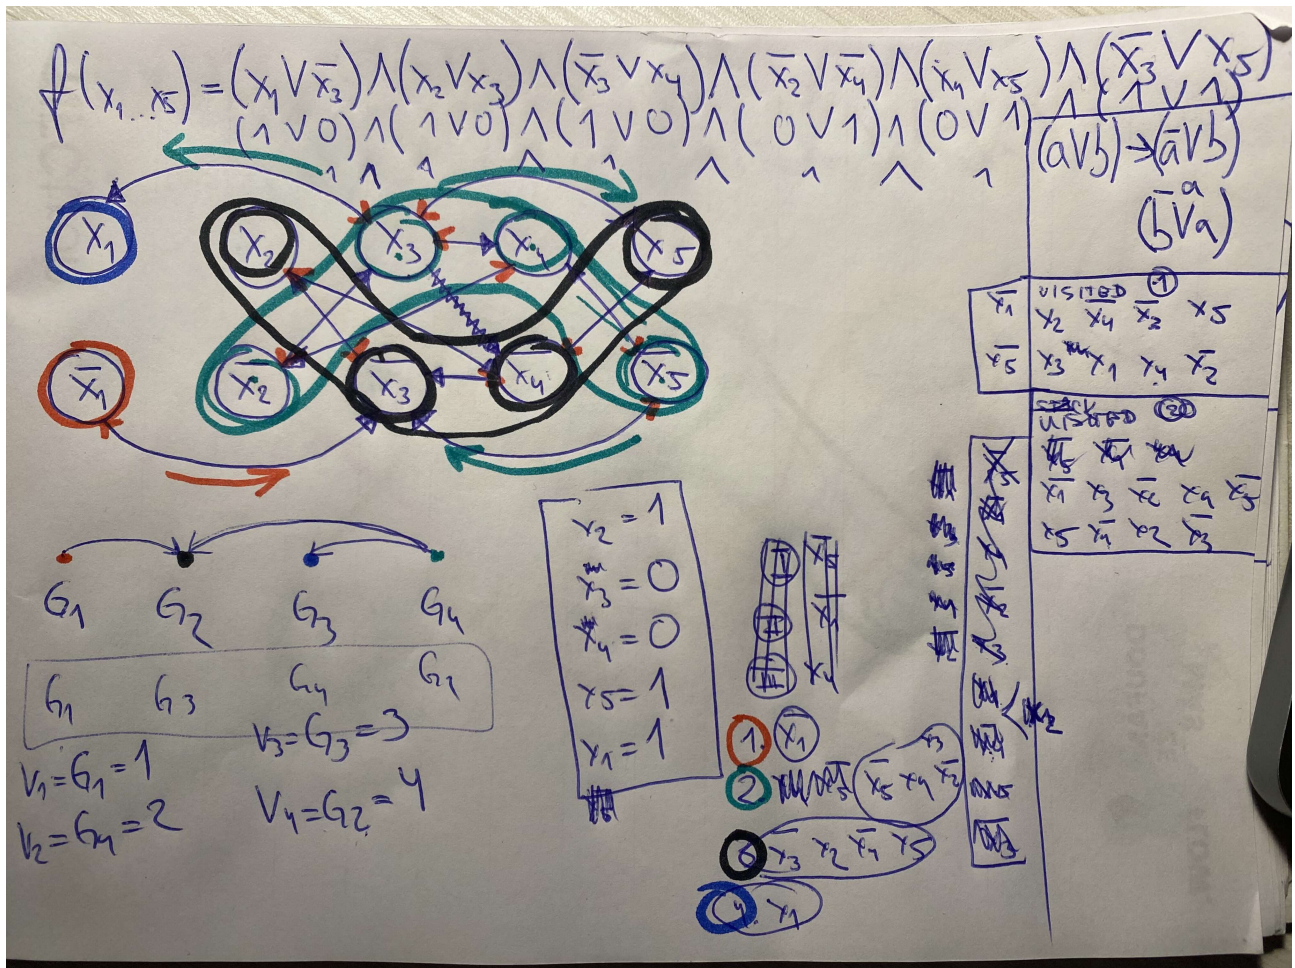 f(x₁...x₅) = (x₁ ∨ x̄₃) ∧ (x₂ ∨ x₃) ∧ (x̄₃ ∨ x₄) ∧ (x̄₂ ∨ x̄₄) ∧ (x₄ ∨ x₅) ∧ (x̄₃ ∨ x₅)
(1 ∨ 0) ∧ (1 ∨ 0) ∧ (1 ∨ 0) ∧ (0 ∨ 1) ∧ (0 ∨ 1) ∧ (1 ∨ 1)
(a ∨ b) → (ā ∨ b)
a
(b̄ ∨ a)
x₁ x₂ x₃ x₄ x₅
x̄₁ x̄₂ x̄₃ x̄₄ x̄₅
x̄₁ VISITED 1
x₂ x̄₄ x̄₃ x₅
x̄₅ x₃ x₁ x₄ x̄₂
VISITED 2
x̄₁ x₃ x̄₂ x₄ x̄₅
x₅ x̄₄ x₂ x̄₃
G₁ G₂ G₃ G₄
G₁ G₃ G₄ G₂
V₁ = G₁ = 1
V₂ = G₄ = 2
V₃ = G₃ = 3
V₄ = G₂ = 4
x₂ = 1
x₃ = 0
x₄ = 0
x₅ = 1
x₁ = 1
1. x̄₁
2. x̄₅ x₄ x̄₂ x₃
x̄₃ x₂ x̄₄ x₅
4. x₁